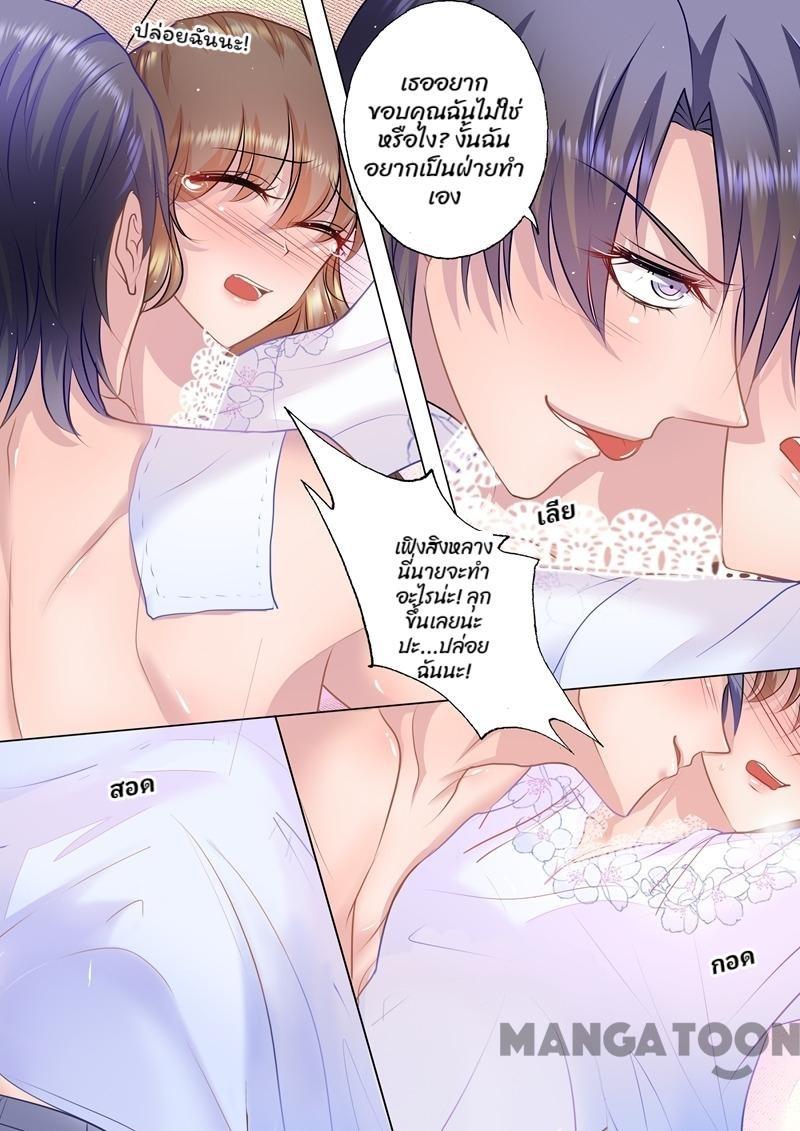 ปล่อยฉันนะ!
เธออยาก
ขอบคุณฉันไม่ใช่
หรือไง? งั้นฉัน
อยากเป็นฝ่ายทำ
เอง
เลีย
เฟิงสิงหลาง
นี่นายจะทำ
อะไรน่ะ! ลุก
ขึ้นเลยนะ
ปะ...ปล่อย
ฉันนะ!
สอด
กอด
MANGATOON